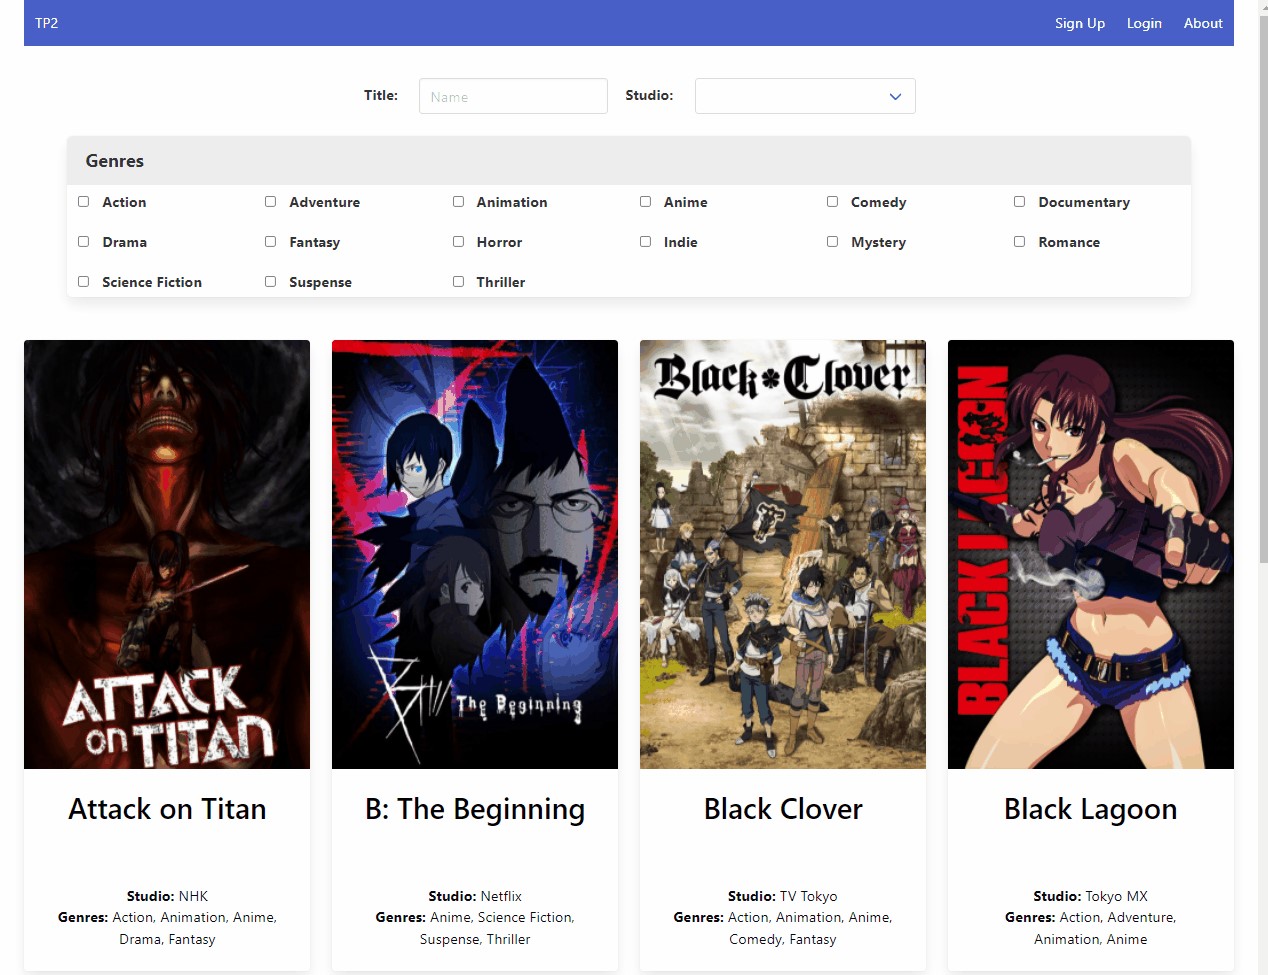 TP2 Sign Up Login About
Title: Name Studio:
Genres
Action Adventure Animation Anime Comedy Documentary
Drama Fantasy Horror Indie Mystery Romance
Science Fiction Suspense Thriller
ATTACK
on TITAN
B
The Beginning
Black Clover
BLACK LAGOON
Attack on Titan
B: The Beginning
Black Clover
Black Lagoon
Studio: NHK
Genres: Action, Animation, Anime,
Drama, Fantasy
Studio: Netflix
Genres: Anime, Science Fiction,
Suspense, Thriller
Studio: TV Tokyo
Genres: Action, Animation, Anime,
Comedy, Fantasy
Studio: Tokyo MX
Genres: Action, Adventure,
Animation, Anime